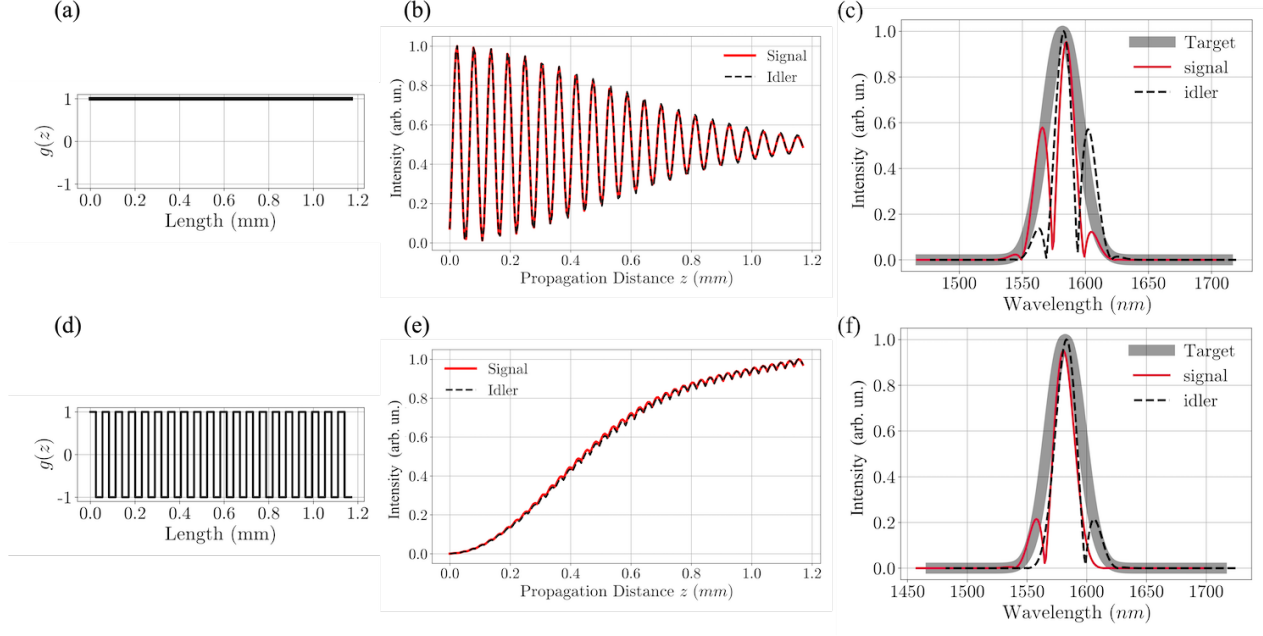 (a)
g(z)
1
0
-1
0.0 0.2 0.4 0.6 0.8 1.0 1.2
Length (mm)
(b)
Intensity (arb. un.)
1.0
0.8
0.6
0.4
0.2
0.0
Signal
Idler
0.0 0.2 0.4 0.6 0.8 1.0 1.2
Propagation Distance z (mm)
(c)
Intensity (arb. un.)
1.0
0.8
0.6
0.4
0.2
0.0
Target
signal
idler
1500 1550 1600 1650 1700
Wavelength (nm)
(d)
g(z)
1
0
-1
0.0 0.2 0.4 0.6 0.8 1.0 1.2
Length (mm)
(e)
Intensity (arb. un.)
1.0
0.8
0.6
0.4
0.2
0.0
Signal
Idler
0.0 0.2 0.4 0.6 0.8 1.0 1.2
Propagation Distance z (mm)
(f)
Intensity (arb. un.)
1.0
0.8
0.6
0.4
0.2
0.0
Target
signal
idler
1450 1500 1550 1600 1650 1700
Wavelength (nm)